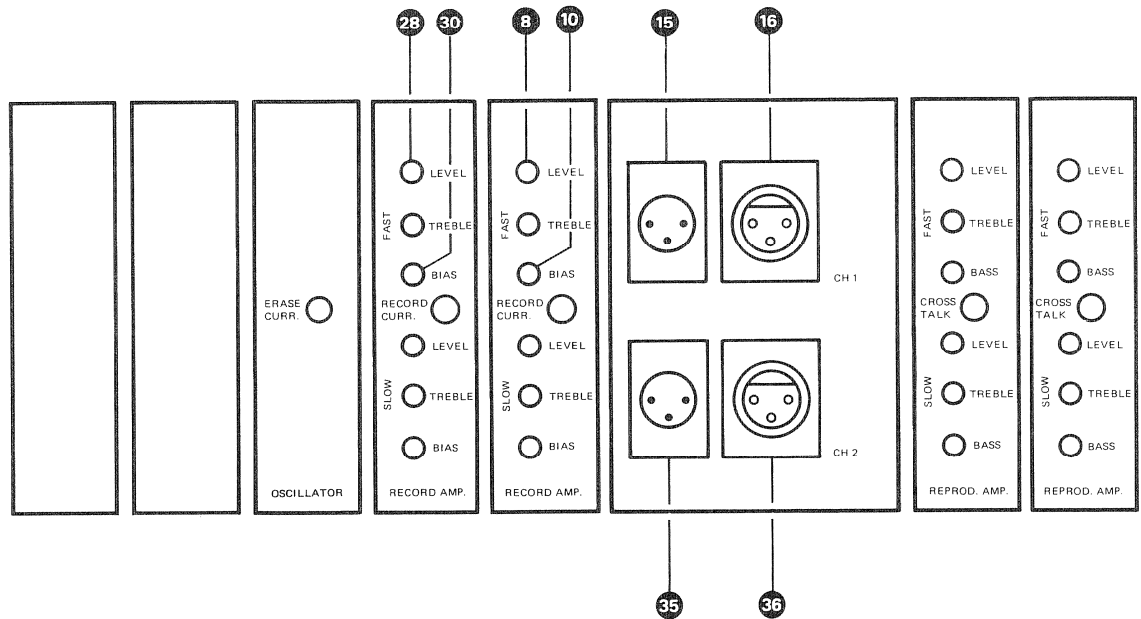 28 30 8 10 15 16
FAST
LEVEL
TREBLE
BIAS
RECORD
CURR.
SLOW
LEVEL
TREBLE
BIAS
RECORD AMP.
FAST
LEVEL
TREBLE
BIAS
RECORD
CURR.
SLOW
LEVEL
TREBLE
BIAS
RECORD AMP.
ERASE
CURR.
OSCILLATOR
CH 1
CH 2
FAST
LEVEL
TREBLE
BASS
CROSS
TALK
SLOW
LEVEL
TREBLE
BASS
REPROD. AMP.
FAST
LEVEL
TREBLE
BASS
CROSS
TALK
SLOW
LEVEL
TREBLE
BASS
REPROD. AMP.
35 36